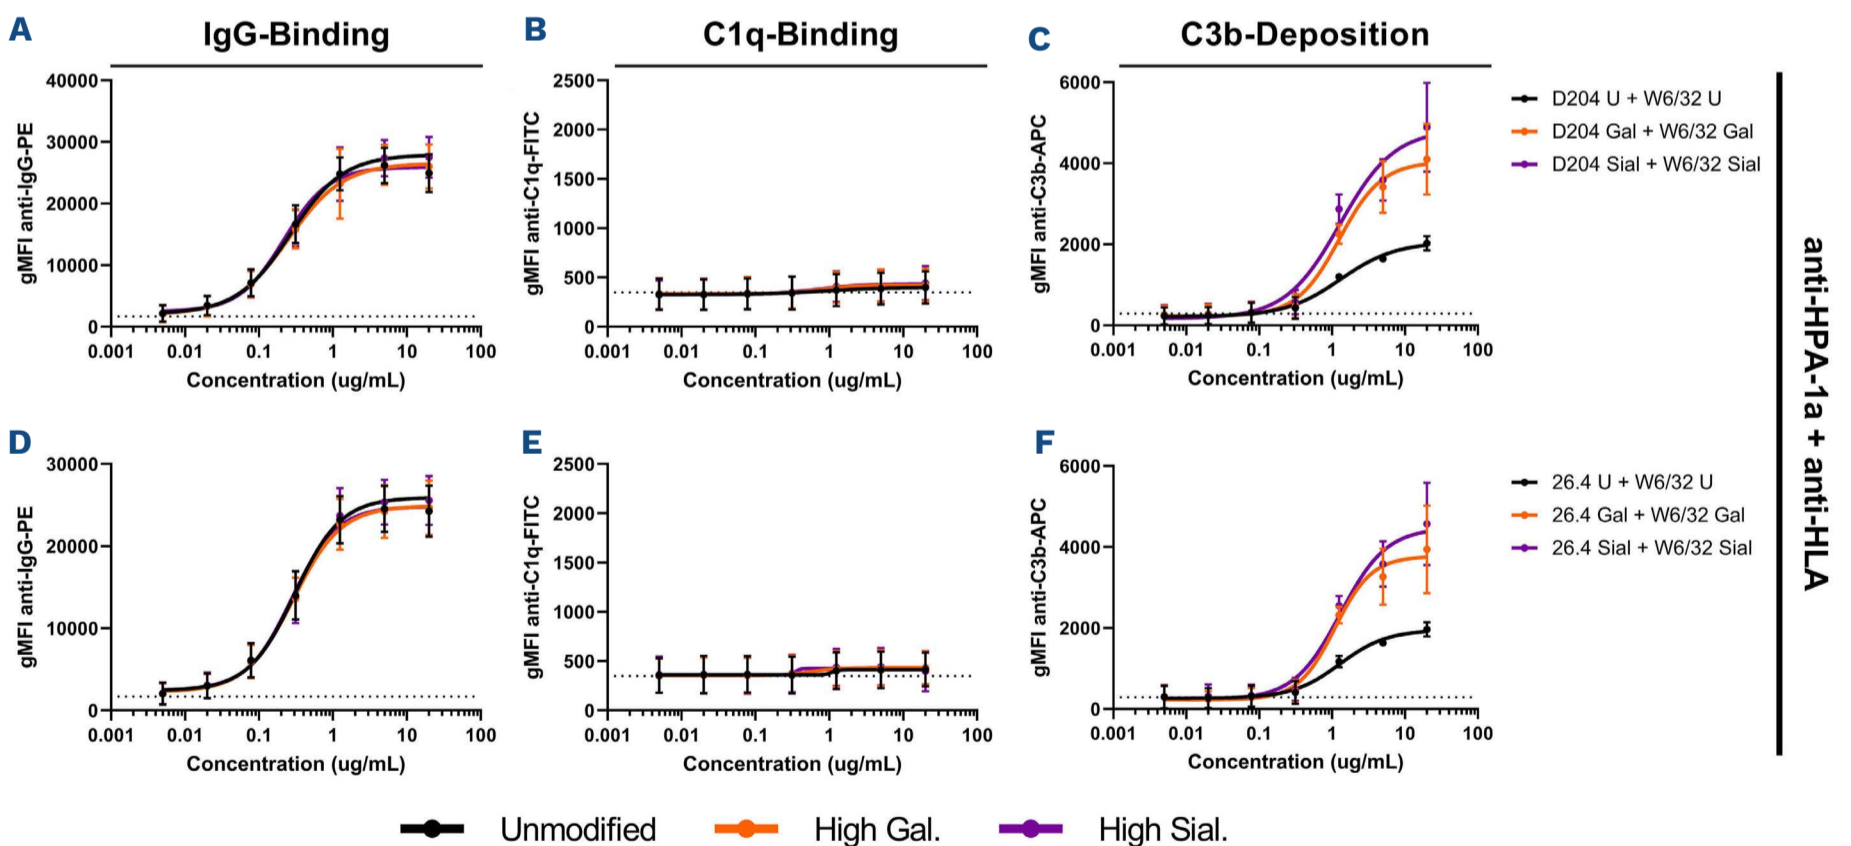 A
IgG-Binding
B
C1q-Binding
C
C3b-Deposition
gMFI anti-IgG-PE
40000
30000
20000
10000
0
0.001 0.01 0.1 1 10 100
Concentration (ug/mL)
gMFI anti-C1q-FITC
2500
2000
1500
1000
500
0
0.001 0.01 0.1 1 10 100
Concentration (ug/mL)
gMFI anti-C3b-APC
6000
4000
2000
0
0.001 0.01 0.1 1 10 100
Concentration (ug/mL)
D204 U + W6/32 U
D204 Gal + W6/32 Gal
D204 Sial + W6/32 Sial
anti-HPA-1a + anti-HLA
D
gMFI anti-IgG-PE
30000
20000
10000
0
0.001 0.01 0.1 1 10 100
Concentration (ug/mL)
E
gMFI anti-C1q-FITC
2500
2000
1500
1000
500
0
0.001 0.01 0.1 1 10 100
Concentration (ug/mL)
F
gMFI anti-C3b-APC
6000
4000
2000
0
0.001 0.01 0.1 1 10 100
Concentration (ug/mL)
26.4 U + W6/32 U
26.4 Gal + W6/32 Gal
26.4 Sial + W6/32 Sial
Unmodified
High Gal.
High Sial.